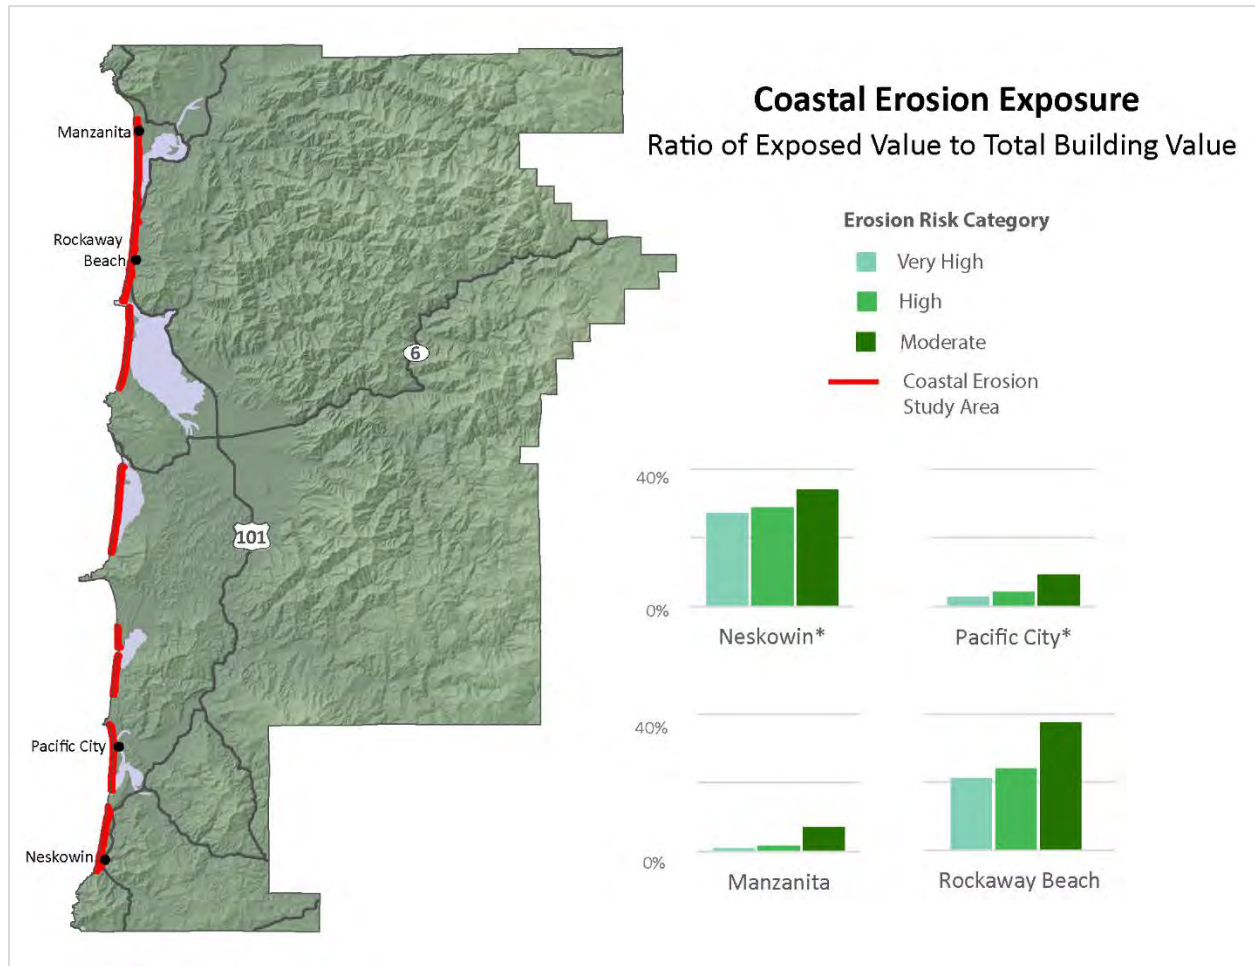 Coastal Erosion Exposure
Ratio of Exposed Value to Total Building Value
Manzanita
Rockaway
Beach
6
101
Pacific City
Neskowin
Erosion Risk Category
Very High
High
Moderate
Coastal Erosion
Study Area
40%
0%
Neskowin*
Pacific City*
40%
0%
Manzanita
Rockaway Beach